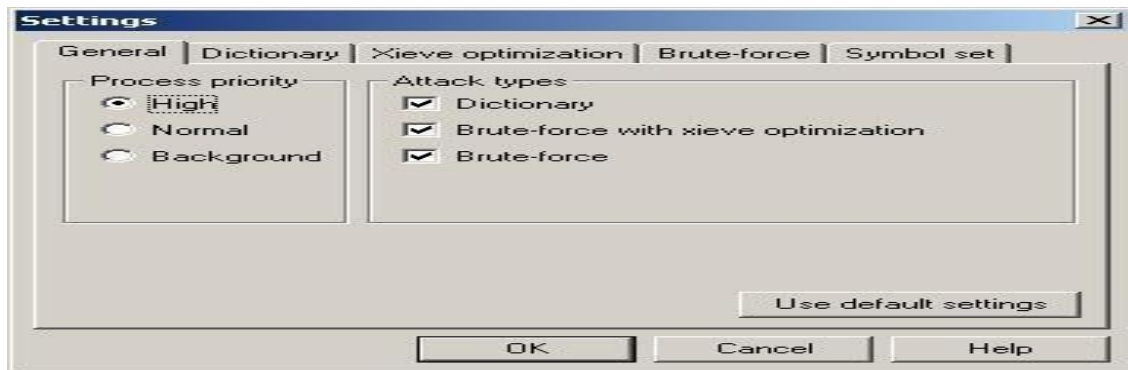 Settings
General Dictionary Xieve optimization Brute-force Symbol set
Process priority Attack types
High Dictionary
Normal Brute-force with xieve optimization
Background Brute-force
Use default settings
OK Cancel Help